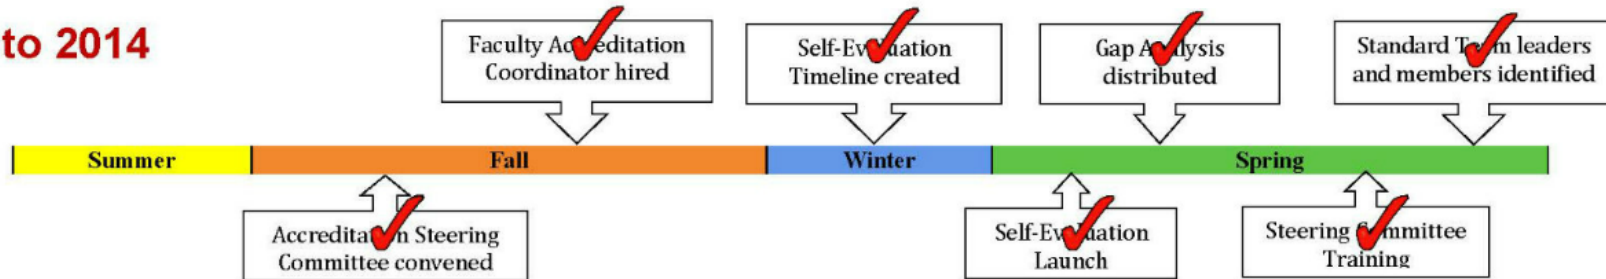 to 2014
Faculty Accreditation
Coordinator hired
Self-Evaluation
Timeline created
Gap Analysis
distributed
Standard Team leaders
and members identified
Summer
Fall
Winter
Spring
Accreditation Steering
Committee convened
Self-Evaluation
Launch
Steering Committee
Training